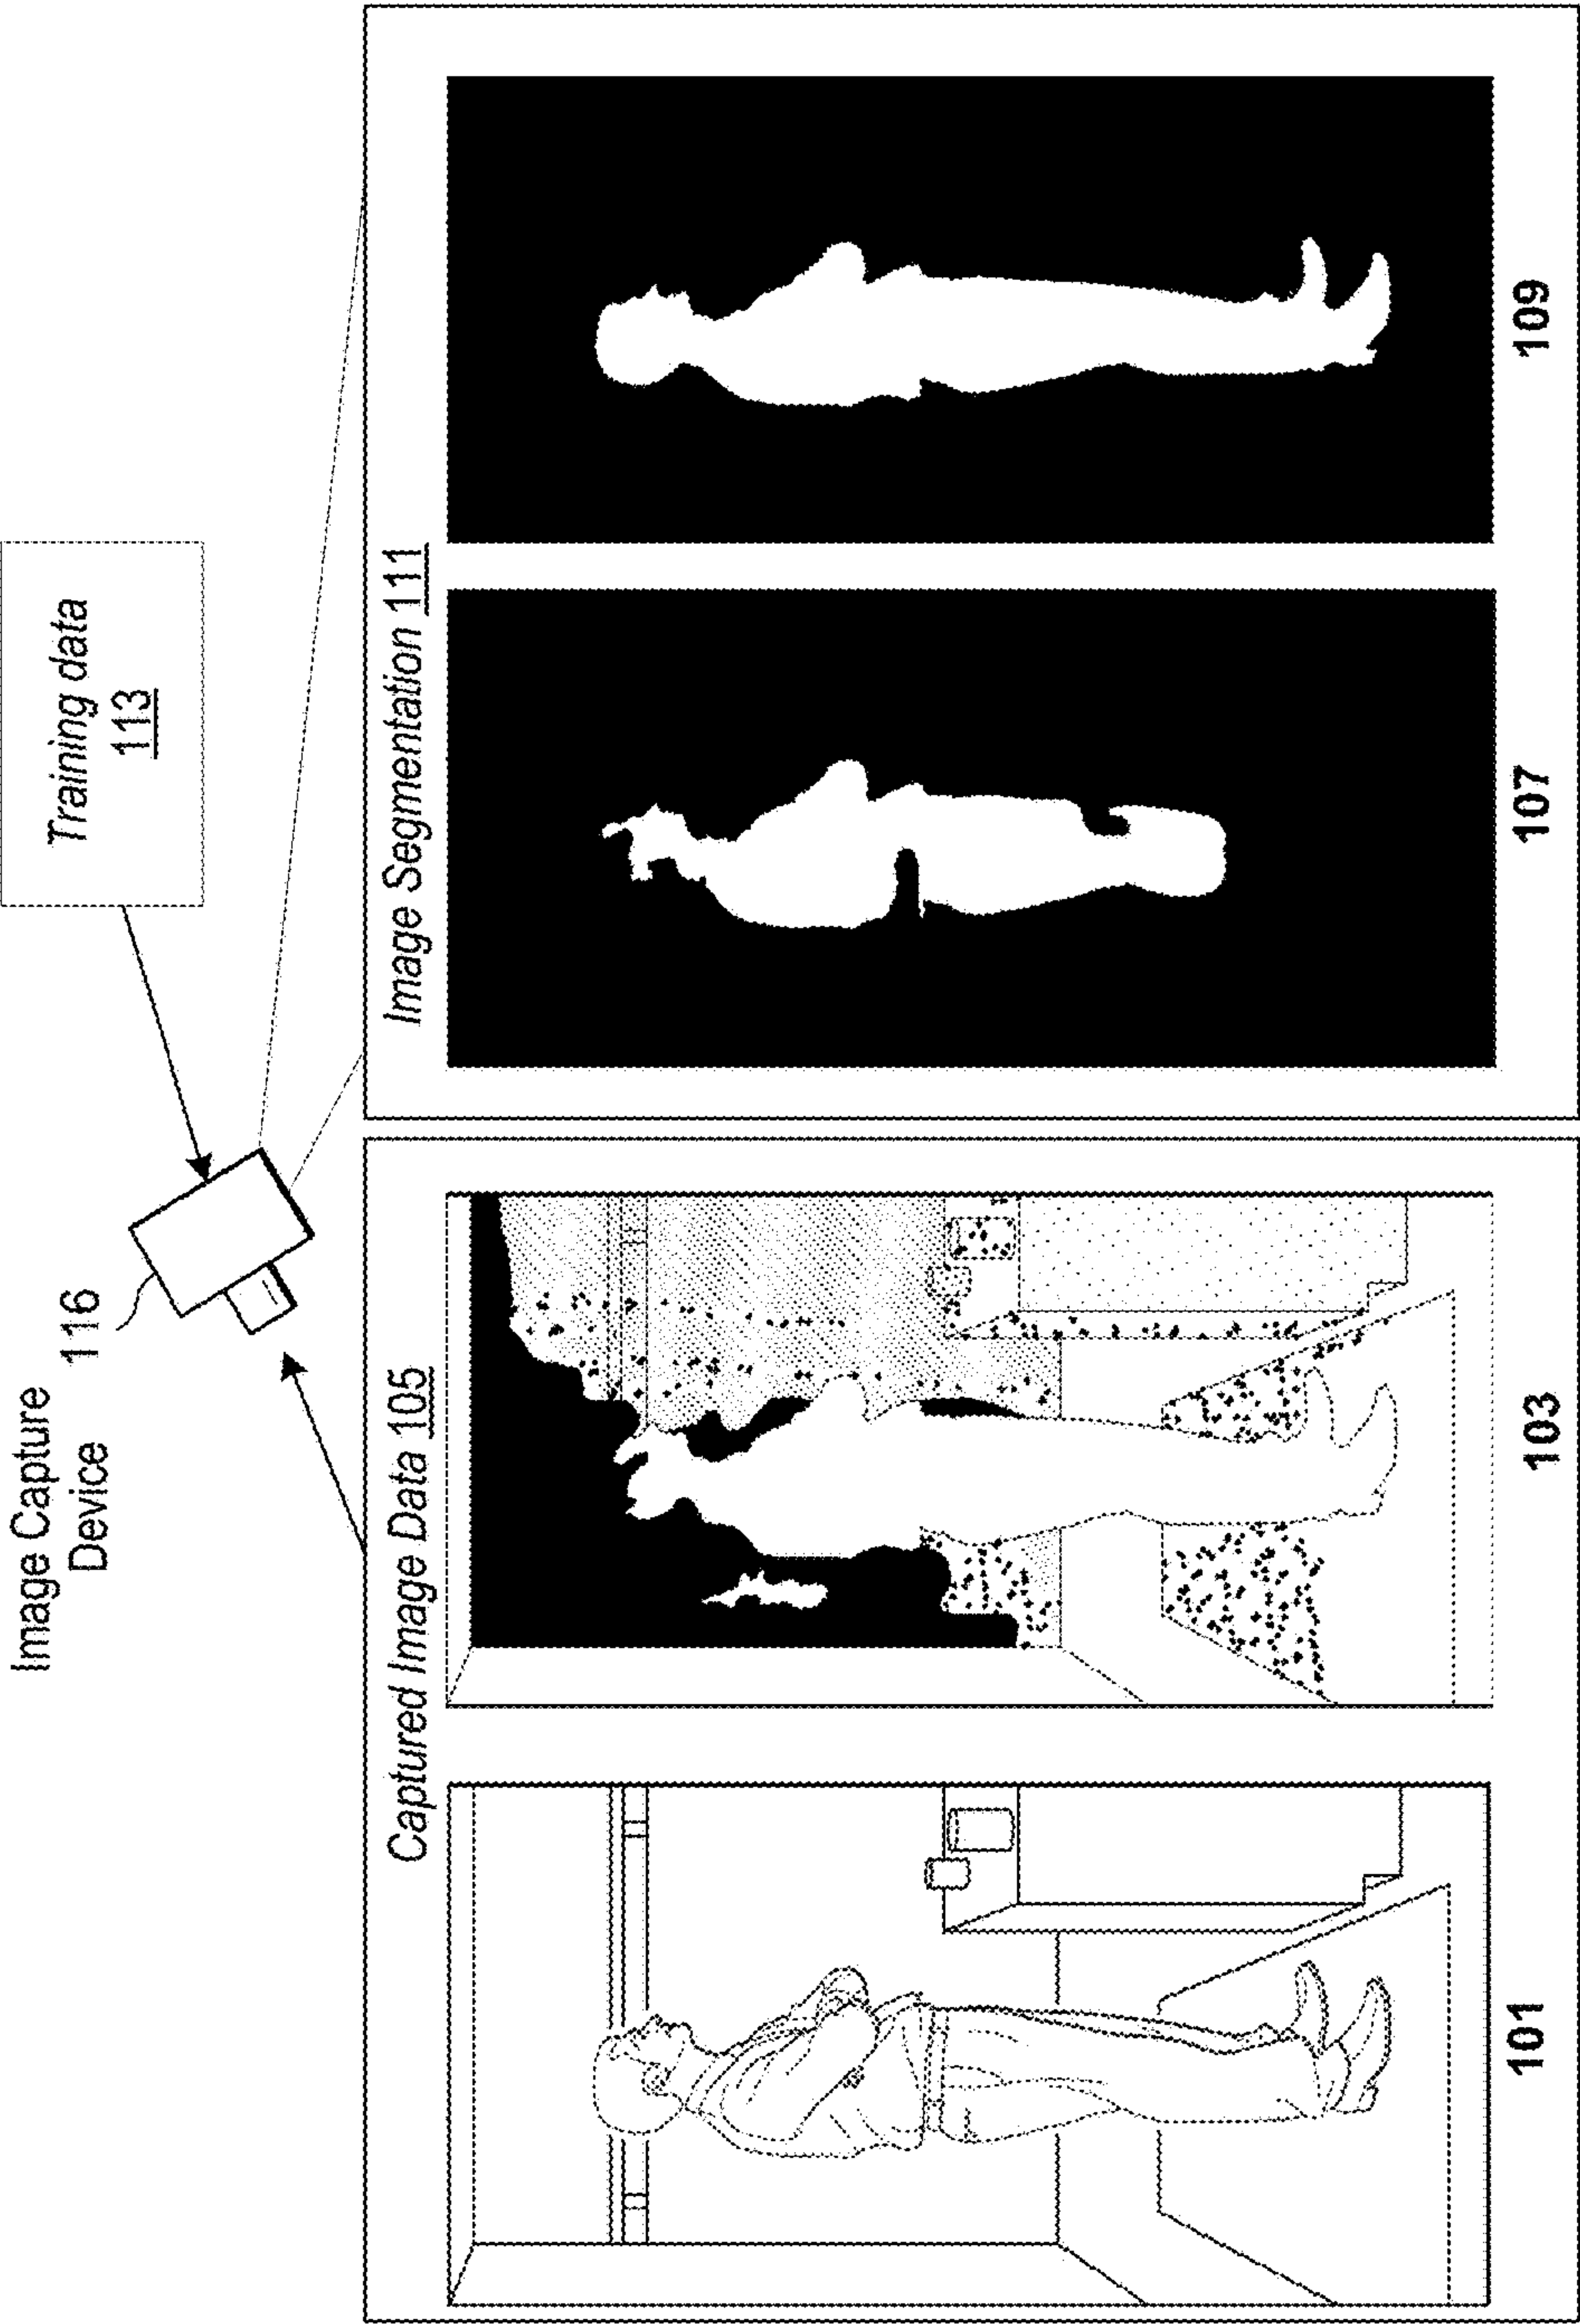 Image Capture
Device
116
Training data
113
Captured Image Data 105
Image Segmentation 111
101
103
107
109